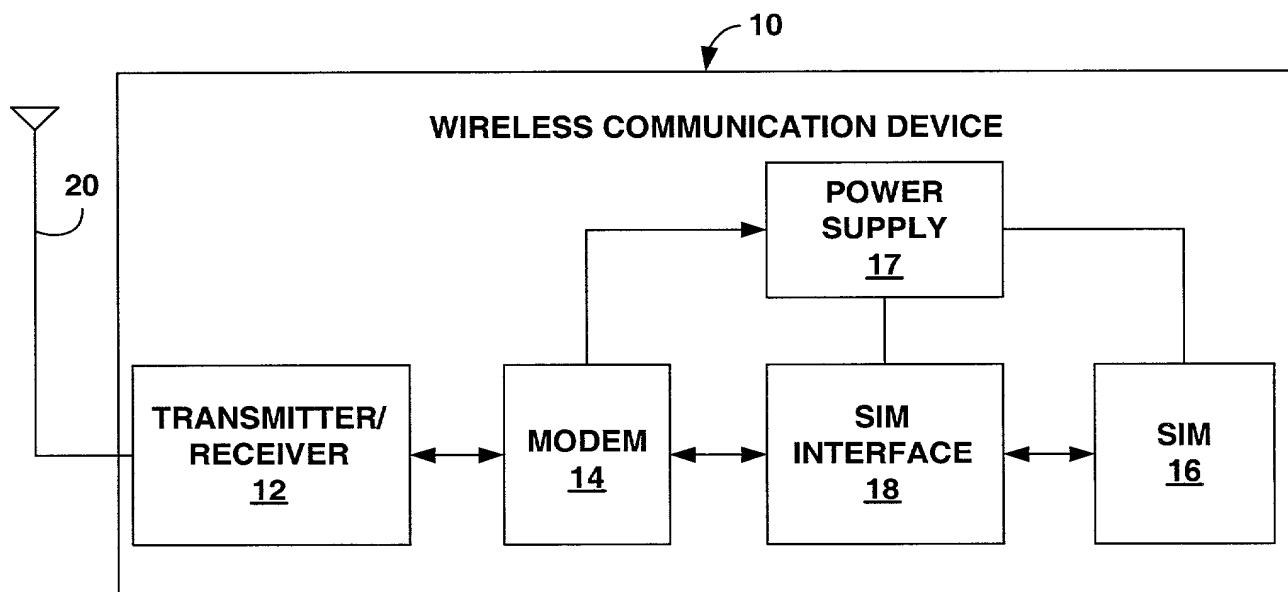 10
WIRELESS COMMUNICATION DEVICE
20
POWER
SUPPLY
17
TRANSMITTER/
RECEIVER
12
MODEM
14
SIM
INTERFACE
18
SIM
16